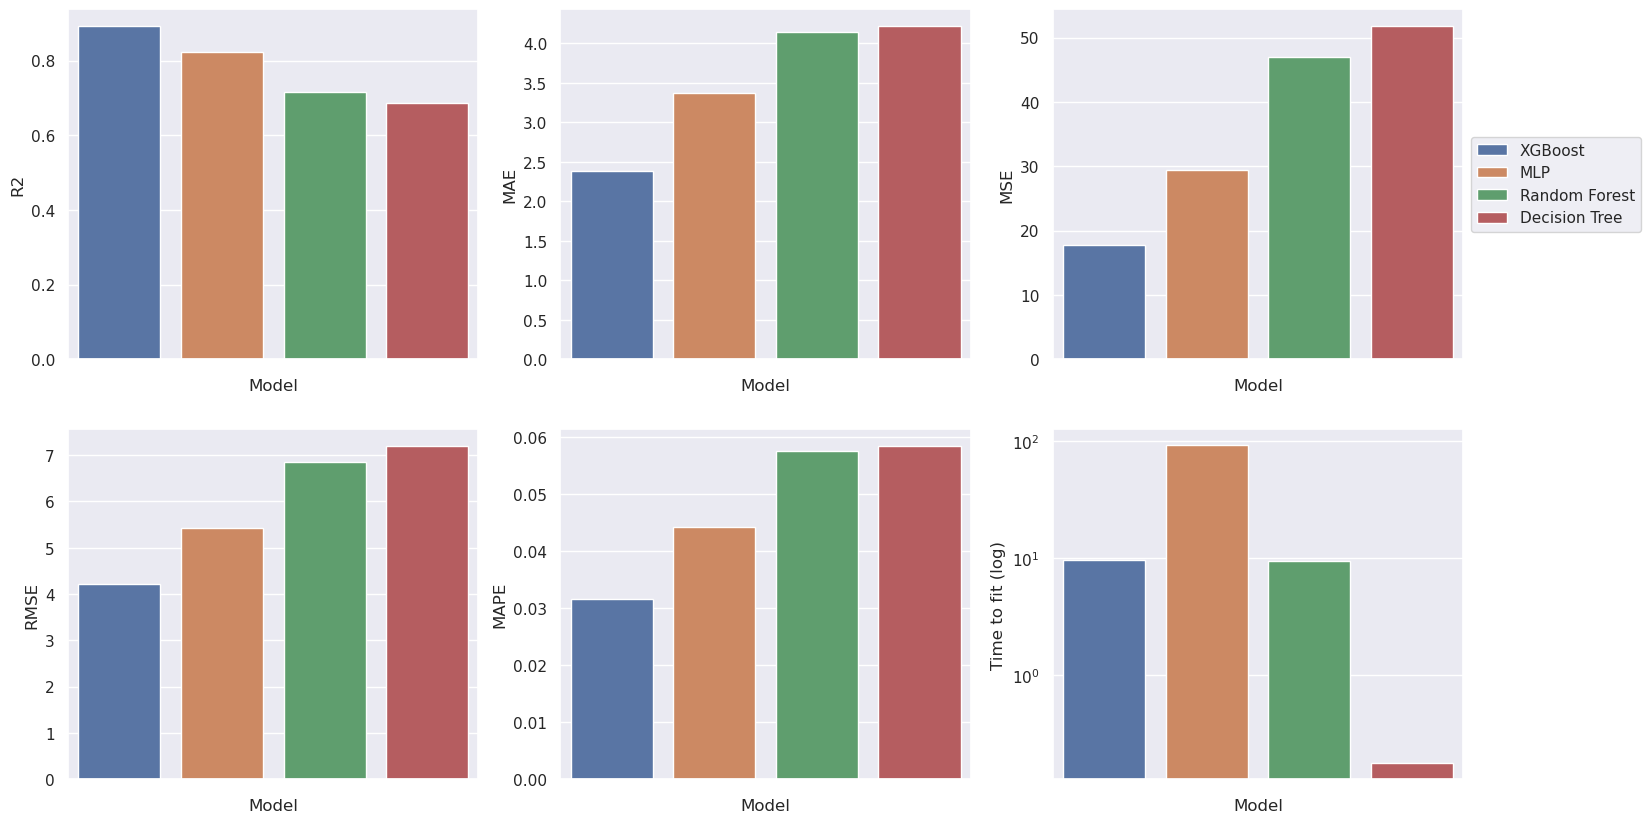 R2
0.8
0.6
0.4
0.2
0.0
Model
MAE
4.0
3.5
3.0
2.5
2.0
1.5
1.0
0.5
0.0
Model
MSE
50
40
30
20
10
0
Model
XGBoost
MLP
Random Forest
Decision Tree
RMSE
7
6
5
4
3
2
1
0
Model
MAPE
0.06
0.05
0.04
0.03
0.02
0.01
0.00
Model
Time to fit (log)
10²
10¹
10⁰
Model